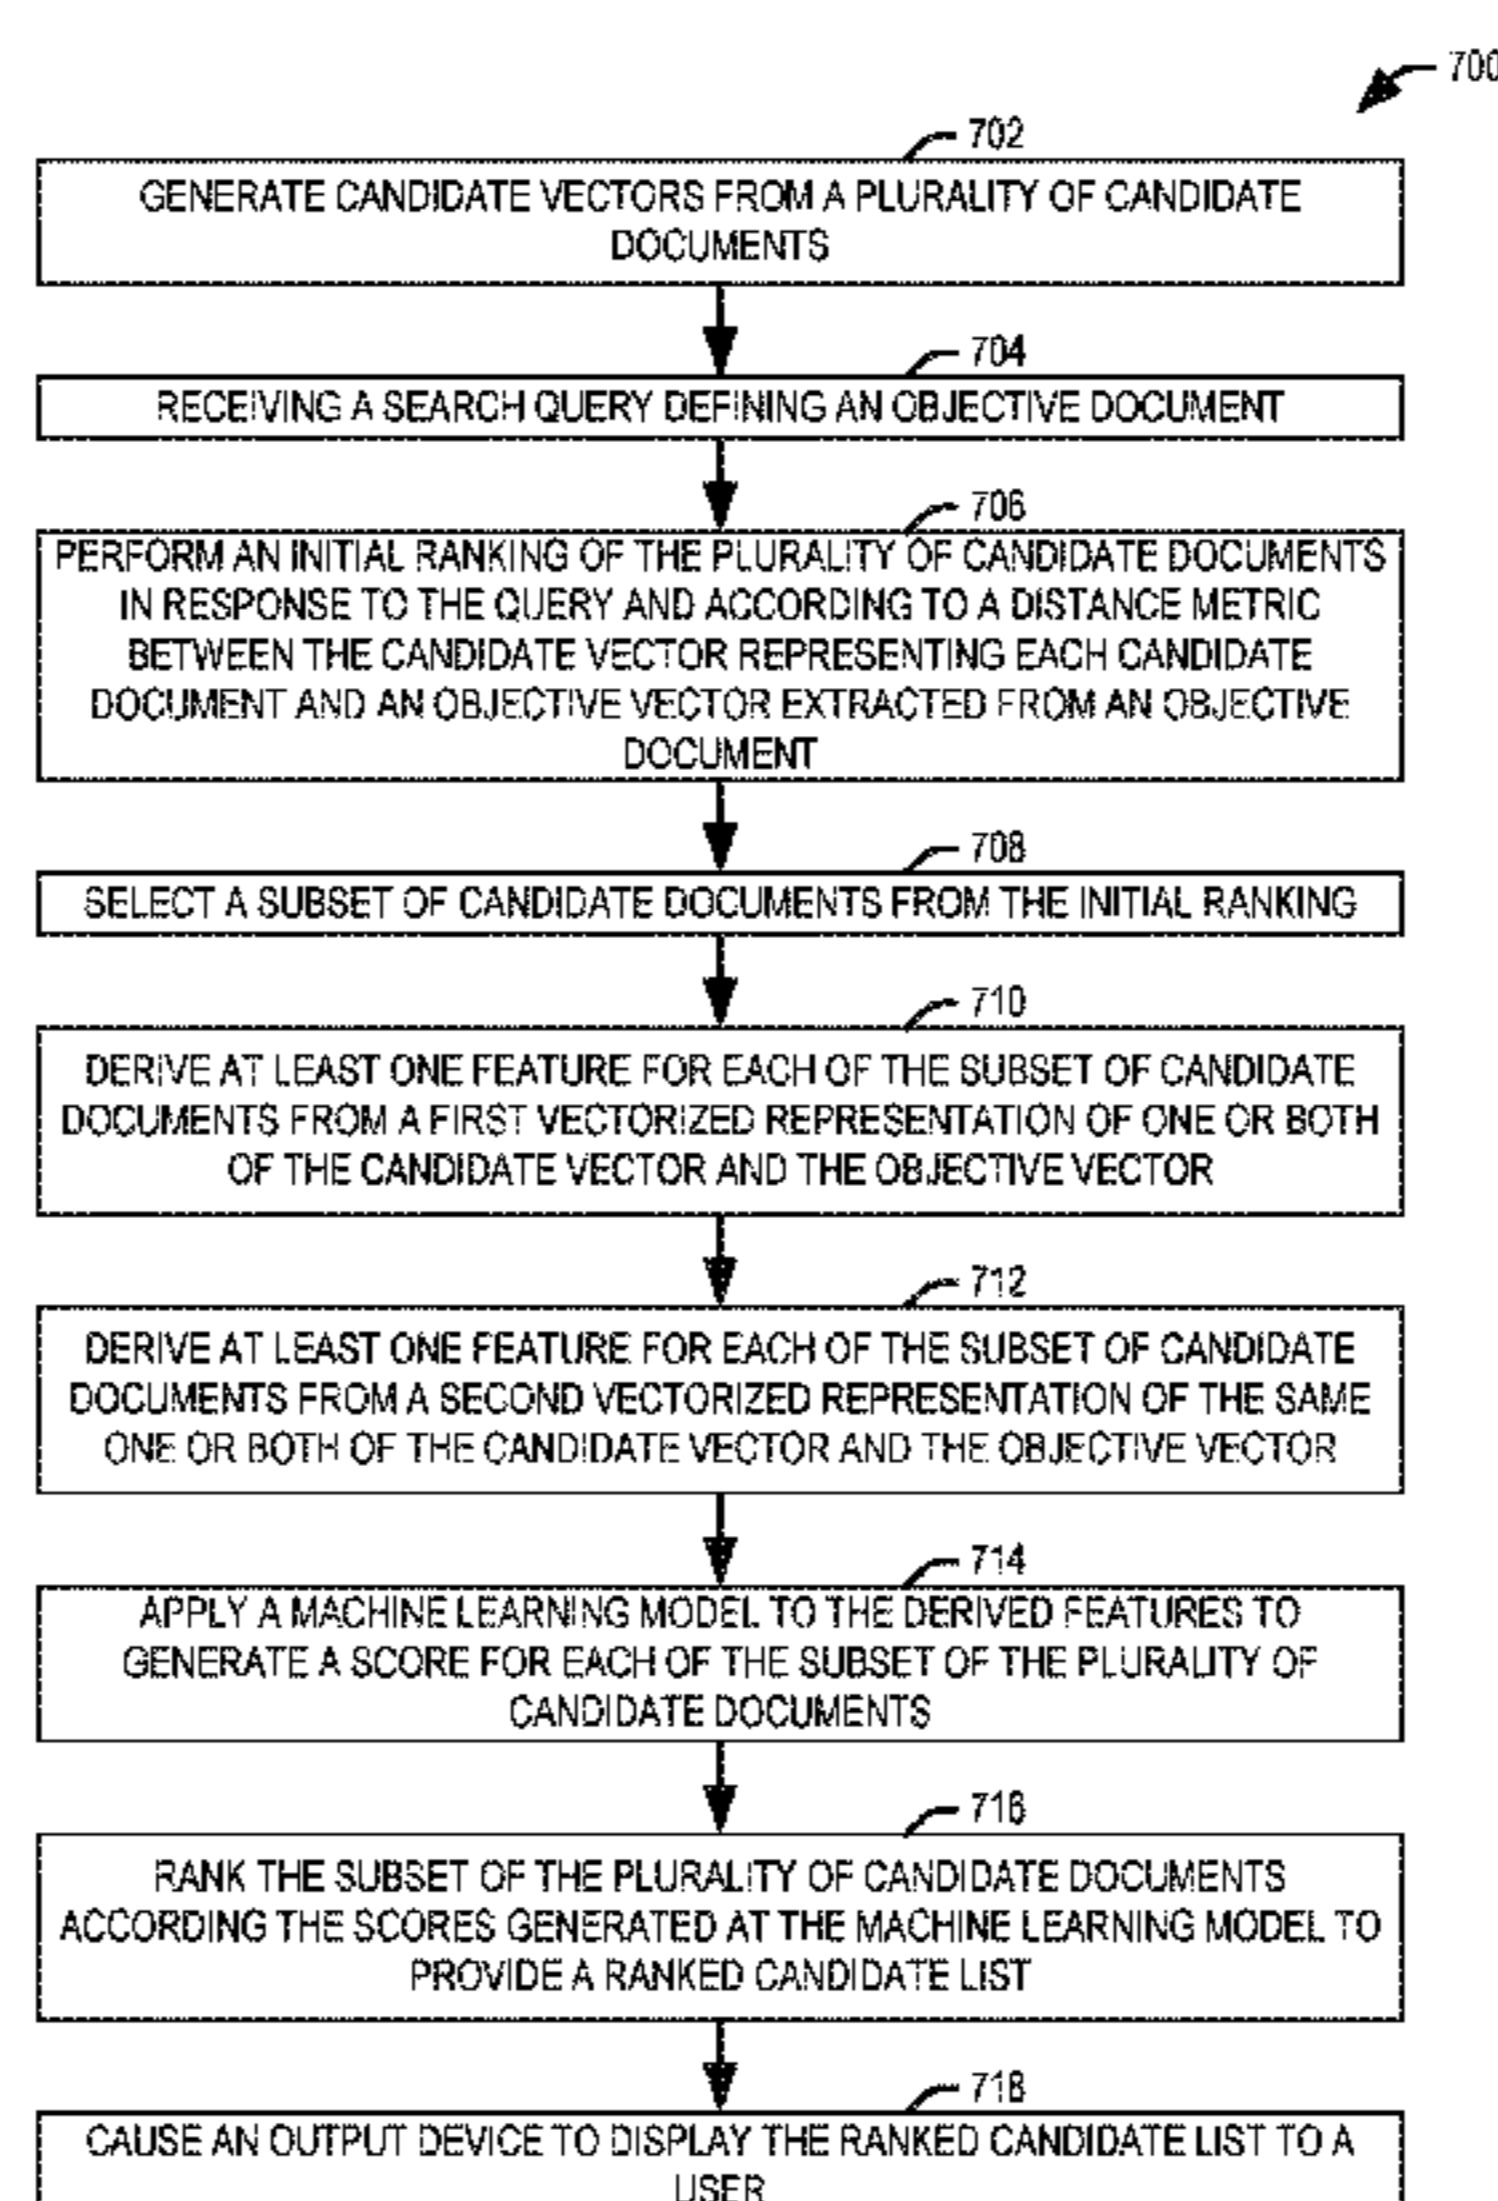 700
702
GENERATE CANDIDATE VECTORS FROM A PLURALITY OF CANDIDATE
DOCUMENTS
704
RECEIVING A SEARCH QUERY DEFINING AN OBJECTIVE DOCUMENT
706
PERFORM AN INITIAL RANKING OF THE PLURALITY OF CANDIDATE DOCUMENTS
IN RESPONSE TO THE QUERY AND ACCORDING TO A DISTANCE METRIC
BETWEEN THE CANDIDATE VECTOR REPRESENTING EACH CANDIDATE
DOCUMENT AND AN OBJECTIVE VECTOR EXTRACTED FROM AN OBJECTIVE
DOCUMENT
708
SELECT A SUBSET OF CANDIDATE DOCUMENTS FROM THE INITIAL RANKING
710
DERIVE AT LEAST ONE FEATURE FOR EACH OF THE SUBSET OF CANDIDATE
DOCUMENTS FROM A FIRST VECTORIZED REPRESENTATION OF ONE OR BOTH
OF THE CANDIDATE VECTOR AND THE OBJECTIVE VECTOR
712
DERIVE AT LEAST ONE FEATURE FOR EACH OF THE SUBSET OF CANDIDATE
DOCUMENTS FROM A SECOND VECTORIZED REPRESENTATION OF THE SAME
ONE OR BOTH OF THE CANDIDATE VECTOR AND THE OBJECTIVE VECTOR
714
APPLY A MACHINE LEARNING MODEL TO THE DERIVED FEATURES TO
GENERATE A SCORE FOR EACH OF THE SUBSET OF THE PLURALITY OF
CANDIDATE DOCUMENTS
716
RANK THE SUBSET OF THE PLURALITY OF CANDIDATE DOCUMENTS
ACCORDING THE SCORES GENERATED AT THE MACHINE LEARNING MODEL TO
PROVIDE A RANKED CANDIDATE LIST
718
CAUSE AN OUTPUT DEVICE TO DISPLAY THE RANKED CANDIDATE LIST TO A
USER